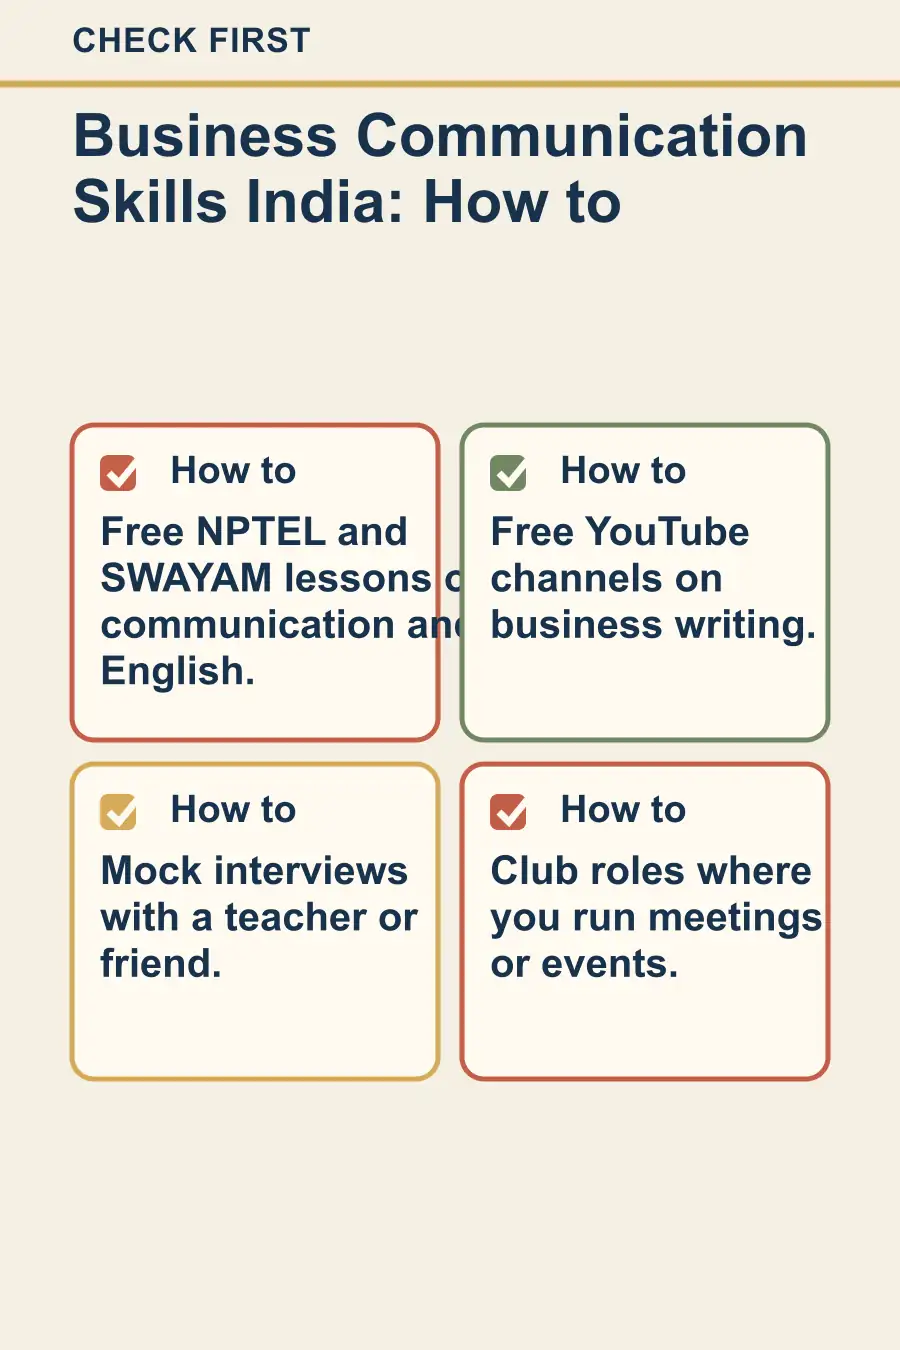 CHECK FIRST
Business Communication
Skills India: How to
How to
Free NPTEL and
SWAYAM lessons
communication
English.
How to
Free YouTube
channels on
business writing.
How to
Mock interviews
with a teacher or
friend.
How to
Club roles where
you run meetings
or events.